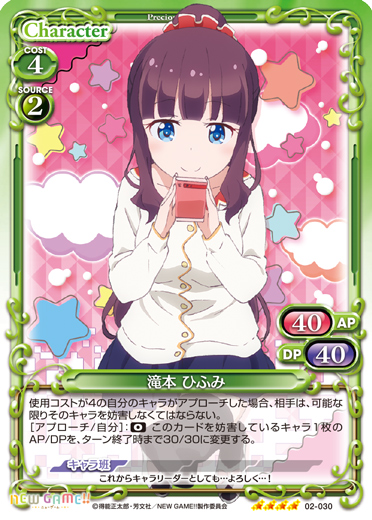 Precious
Character
COST
4
SOURCE
2
40 AP
DP 40
滝本 ひふみ
使用コストが4の自分のキャラがアプローチした場合、相手は、可能な
限りそのキャラを妨害しなくてはならない。
[アプローチ/自分]:このカードを妨害しているキャラ1枚の
AP/DPを、ターン終了時まで30/30に変更する。
キャラ班
これからキャラリーダーとしても…よろしく…!
NEW GAME!!
©得能正太郎・芳文社/NEW GAME!!製作委員会
02-030